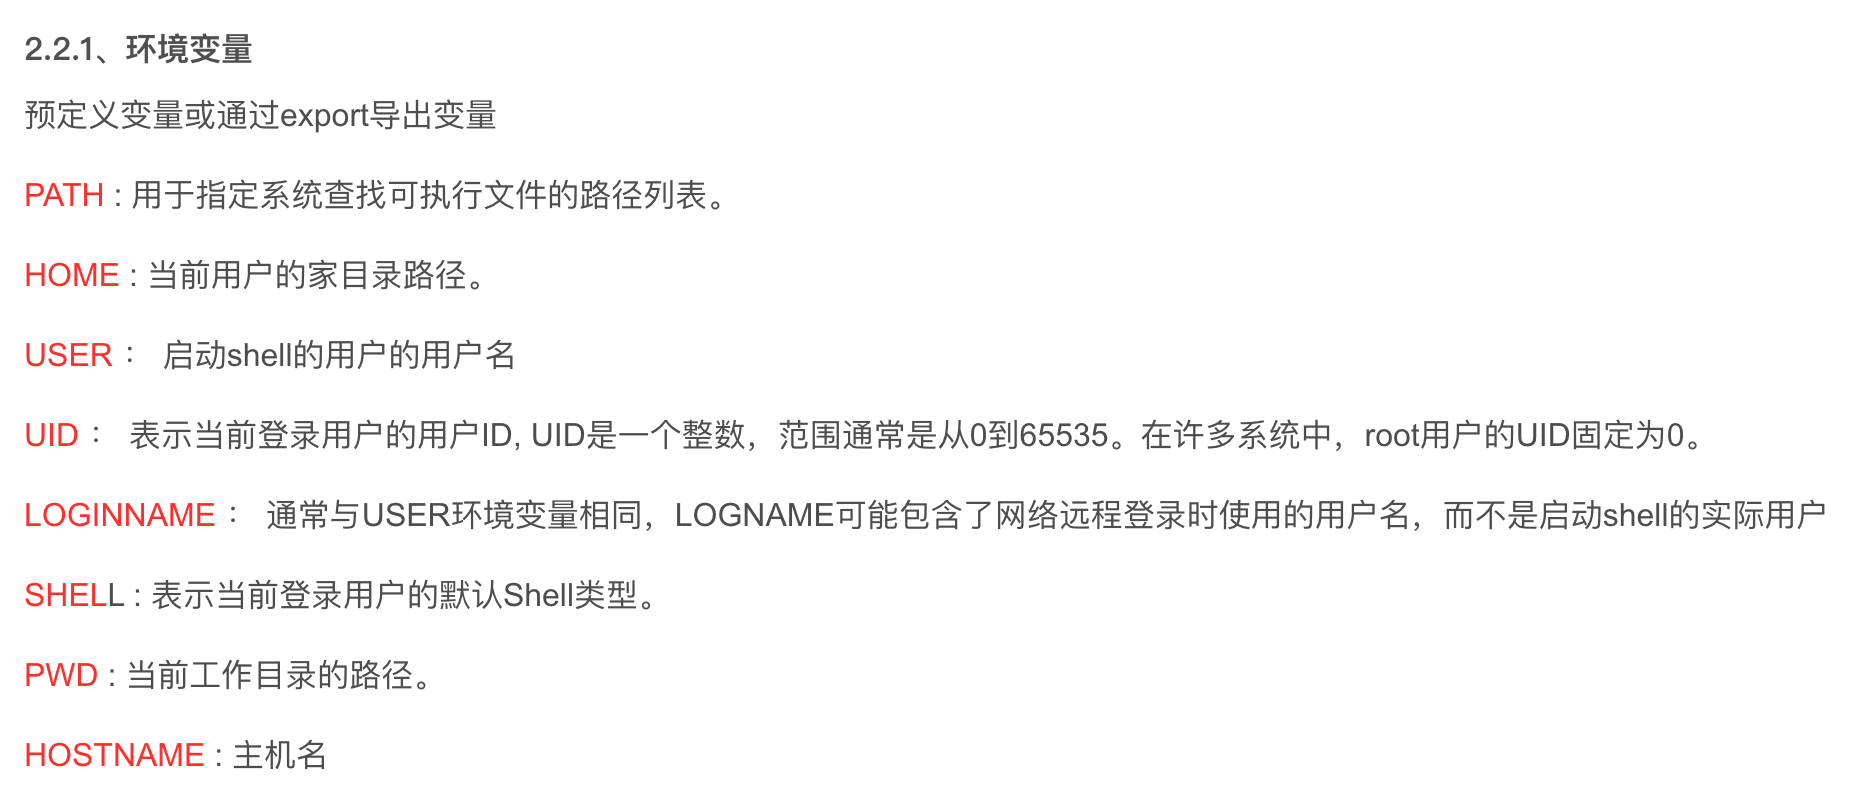 2.2.1、环境变量
预定义变量或通过export导出变量
PATH : 用于指定系统查找可执行文件的路径列表。
HOME : 当前用户的家目录路径。
USER： 启动shell的用户的用户名
UID： 表示当前登录用户的用户ID, UID是一个整数，范围通常是从0到65535。在许多系统中，root用户的UID固定为0。
LOGINNAME： 通常与USER环境变量相同，LOGNAME可能包含了网络远程登录时使用的用户名，而不是启动shell的实际用户
SHELL : 表示当前登录用户的默认Shell类型。
PWD : 当前工作目录的路径。
HOSTNAME : 主机名